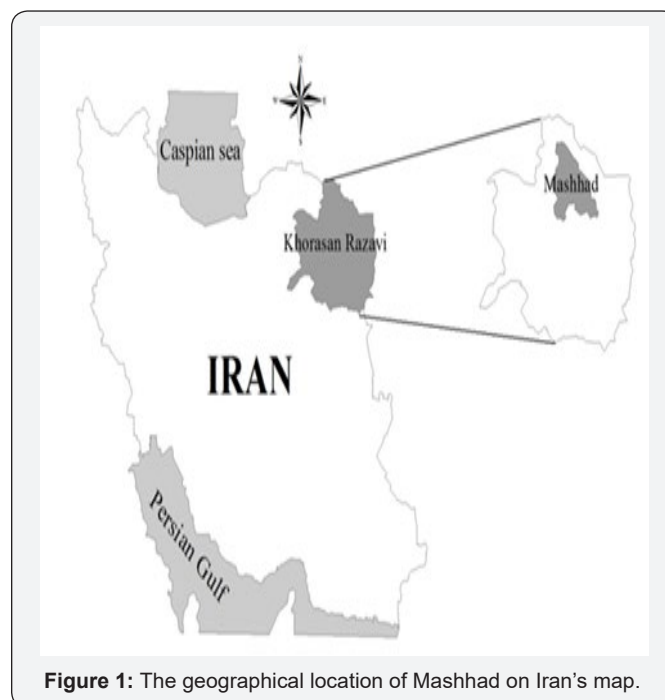 N
W
E
S
Caspian sea
Mashhad
Khorasan Razavi
IRAN
Persian Gulf
Figure 1: The geographical location of Mashhad on Iran's map.